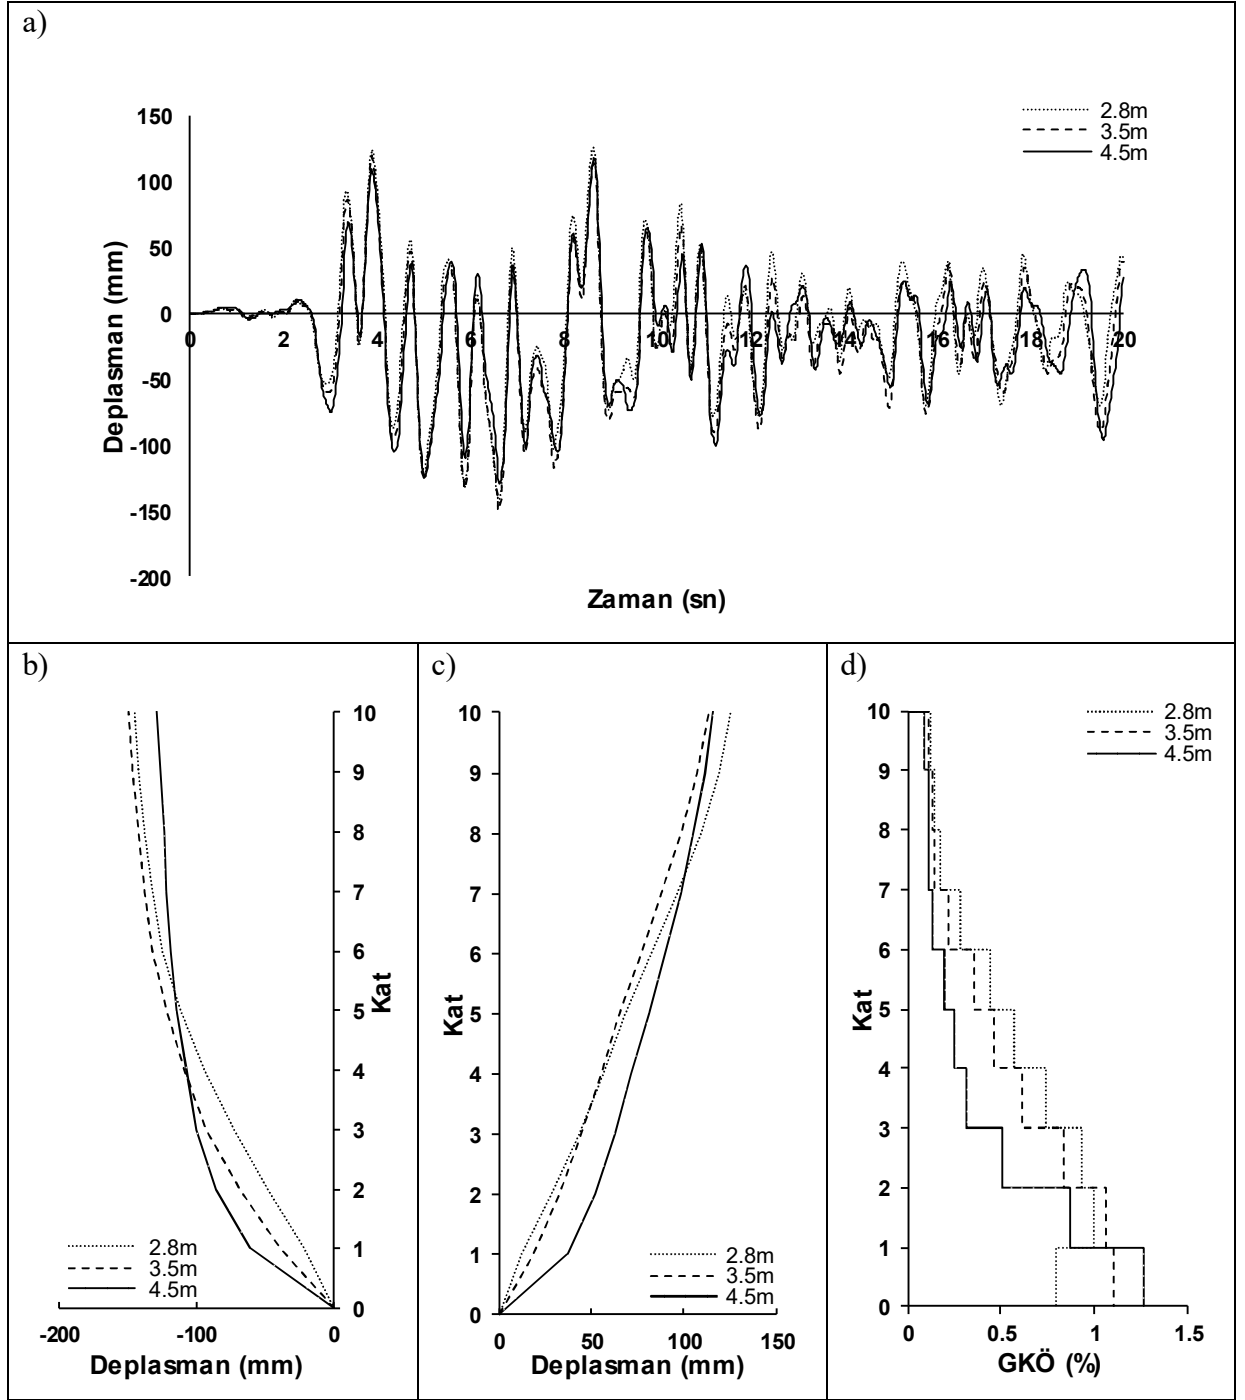 a)
2.8m
3.5m
4.5m
150
100
50
0
-50
-100
-150
-200
0 2 4 6 8 10 12 14 16 18 20
Deplasman (mm)
Zaman (sn)
b)
10
9
8
7
6
5
4
3
2
1
0
Kat
2.8m
3.5m
4.5m
-200 -100 0
Deplasman (mm)
c)
10
9
8
7
6
5
4
3
2
1
0
Kat
2.8m
3.5m
4.5m
0 50 100 150
Deplasman (mm)
d)
2.8m
3.5m
4.5m
10
9
8
7
6
5
4
3
2
1
0
Kat
0 0.5 1 1.5
GKÖ (%)